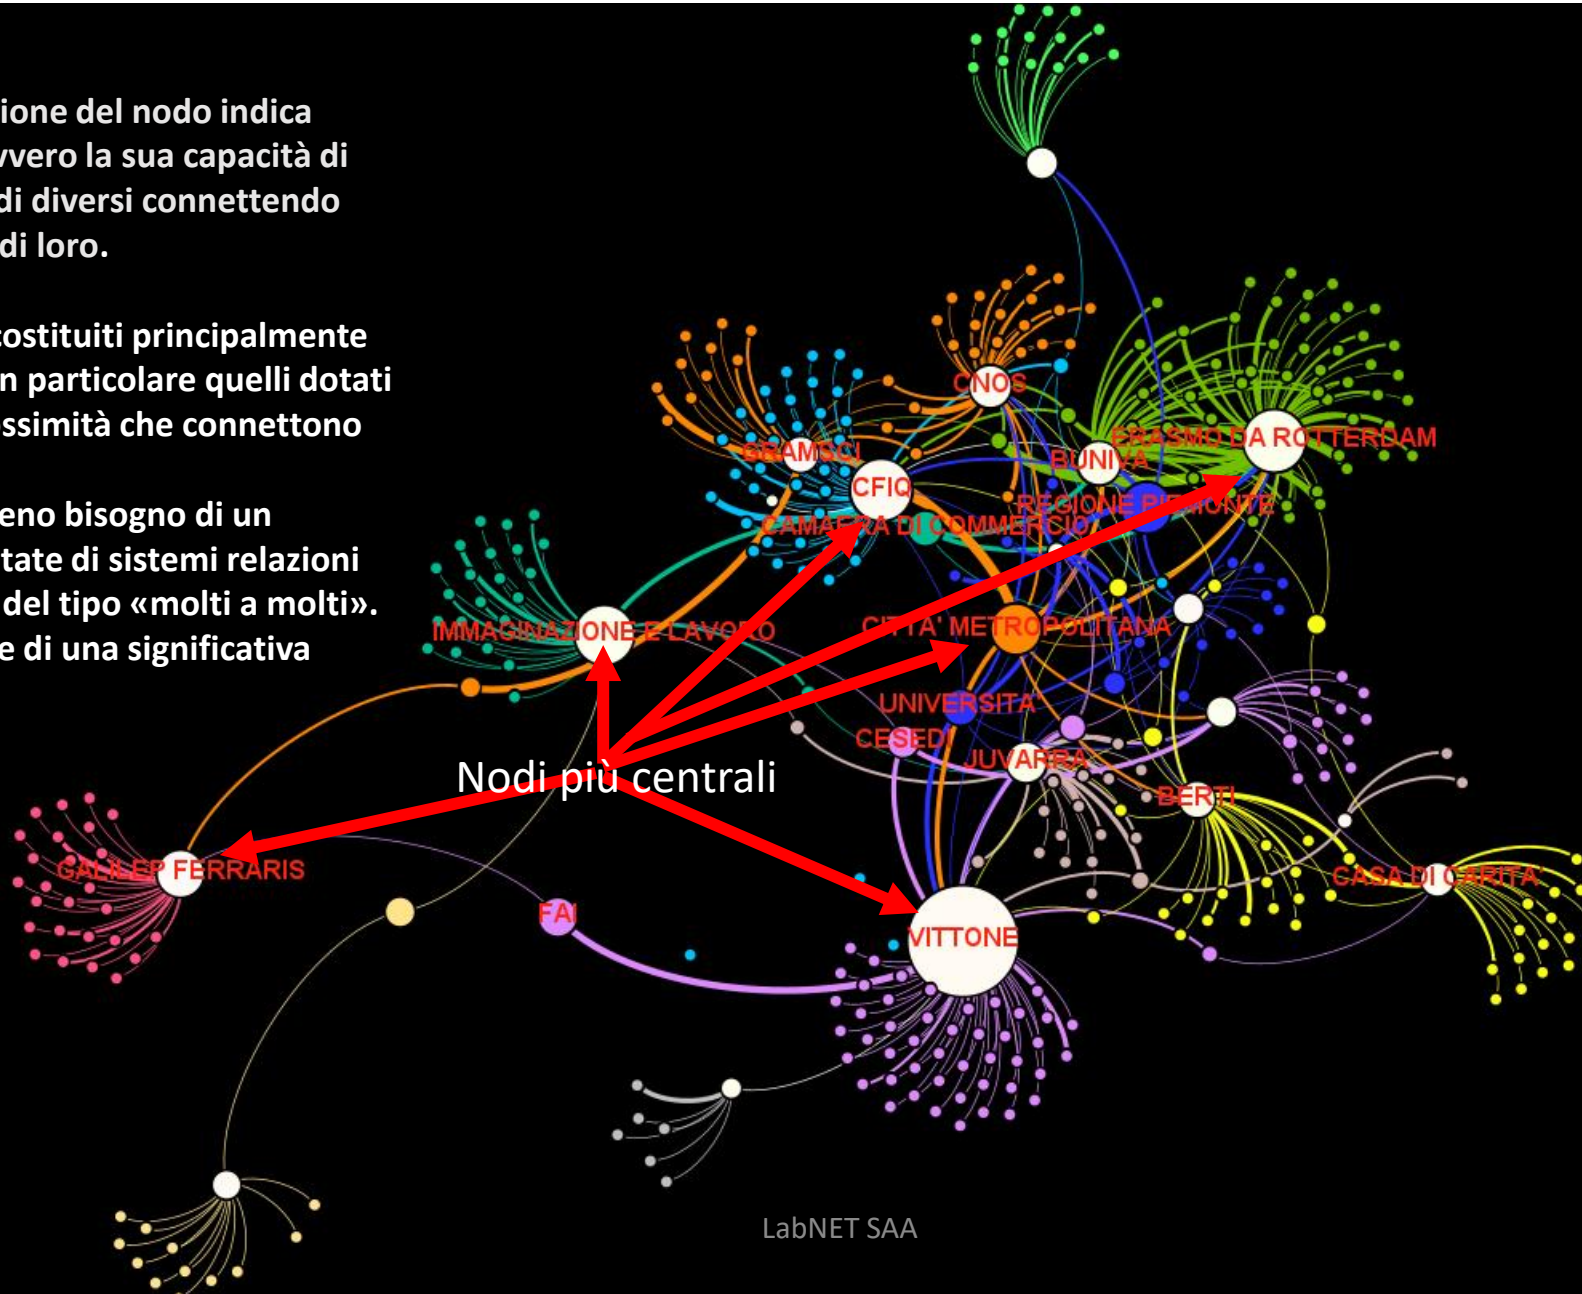 ione del nodo indica
vvero la sua capacità di
di diversi connettendo
di loro.
costituiti principalmente
n particolare quelli dotati
ossimità che connettono
eno bisogno di un
tate di sistemi relazioni
del tipo «molti a molti».
e di una significativa
CNOS
GRAMSCI
ERASMO DA ROTTERDAM
BUNIVA
CFIQ
REGIONE PIEMONTE
CAMAERA DI COMMERCIO
IMMAGINAZIONE E LAVORO
CITTA' METROPOLITANA
UNIVERSITA'
CESEDI
JUVARRA
Nodi più centrali
BERTI
GALILEP FERRARIS
CASA DI CARITA'
FAI
VITTONE
LabNET SAA